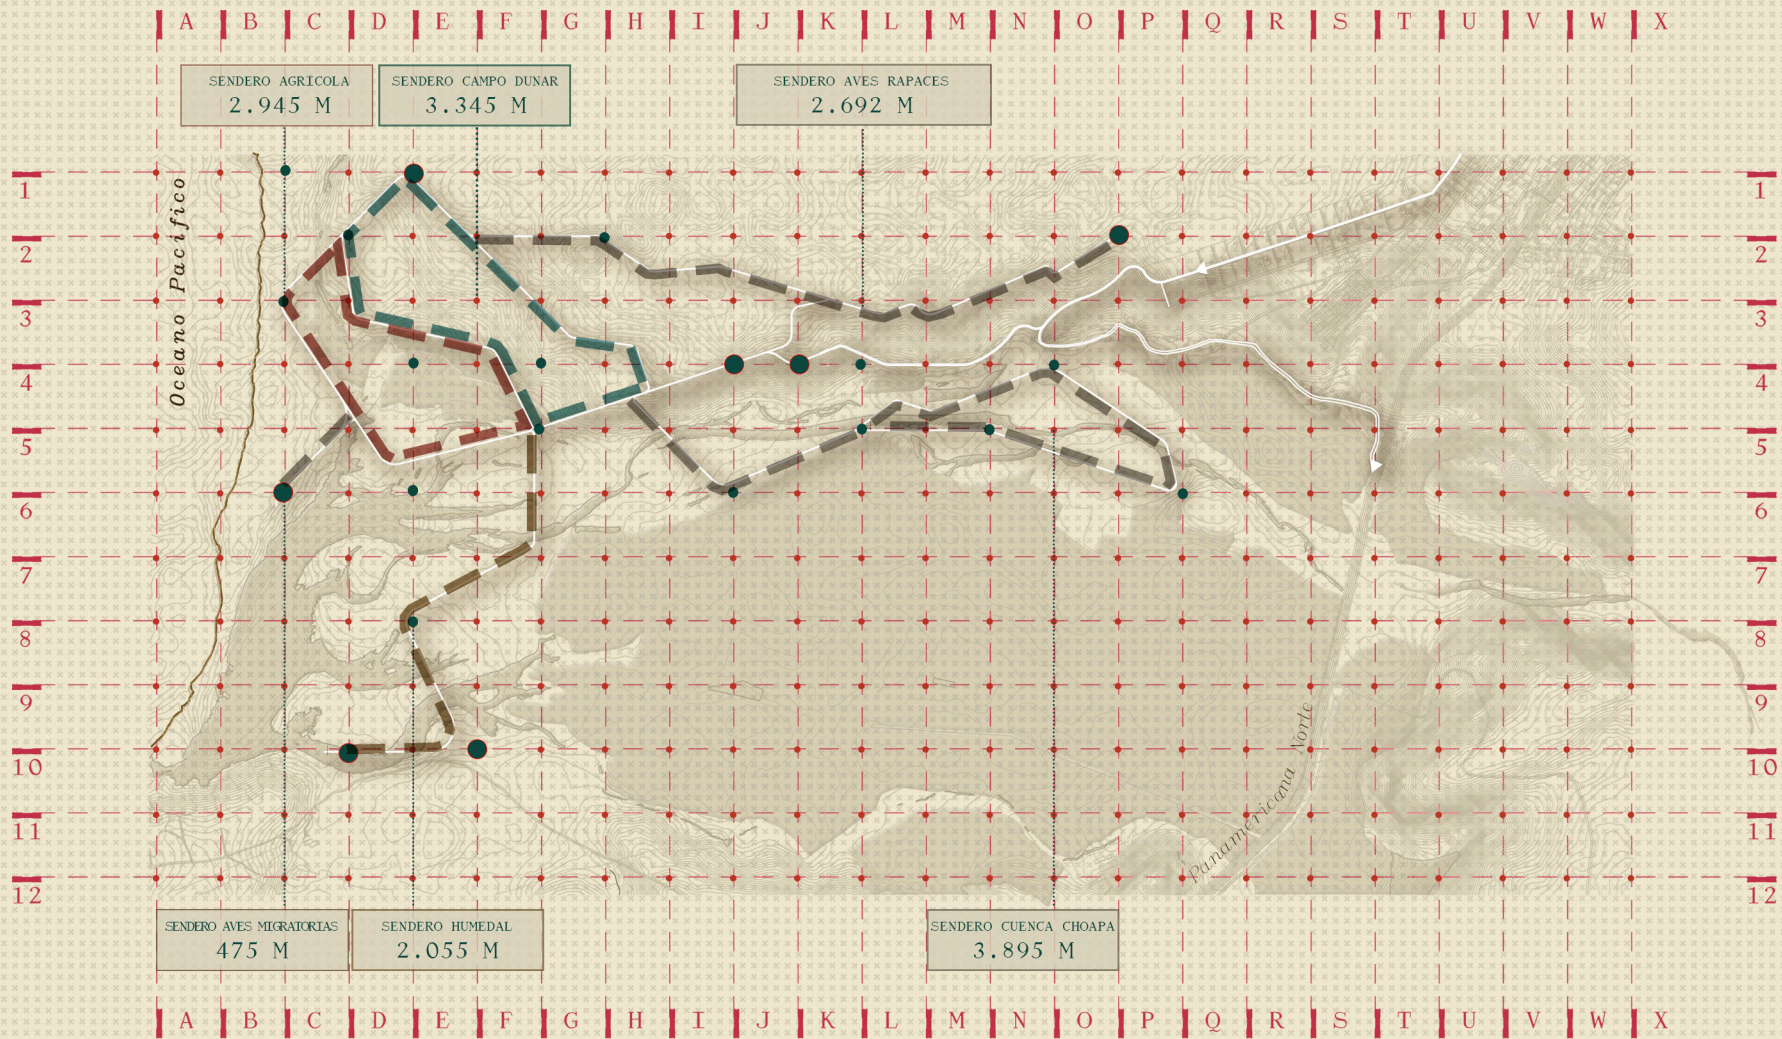 A B C D E F G H I J K L M N O P Q R S T U V W X
SENDERO AGRICOLA
2.945 M
SENDERO CAMPO DUNAR
3.345 M
SENDERO AVES RAPACES
2.692 M
1 1
2 2
3 3
4 4
5 5
6 6
7 7
8 8
9 9
10 10
11 11
12 12
Oceano Pacífico
Panamericana Norte
SENDERO AVES MIGRATORIAS
475 M
SENDERO HUMEDAL
2.055 M
SENDERO CUENCA CHOAPA
3.895 M
A B C D E F G H I J K L M N O P Q R S T U V W X